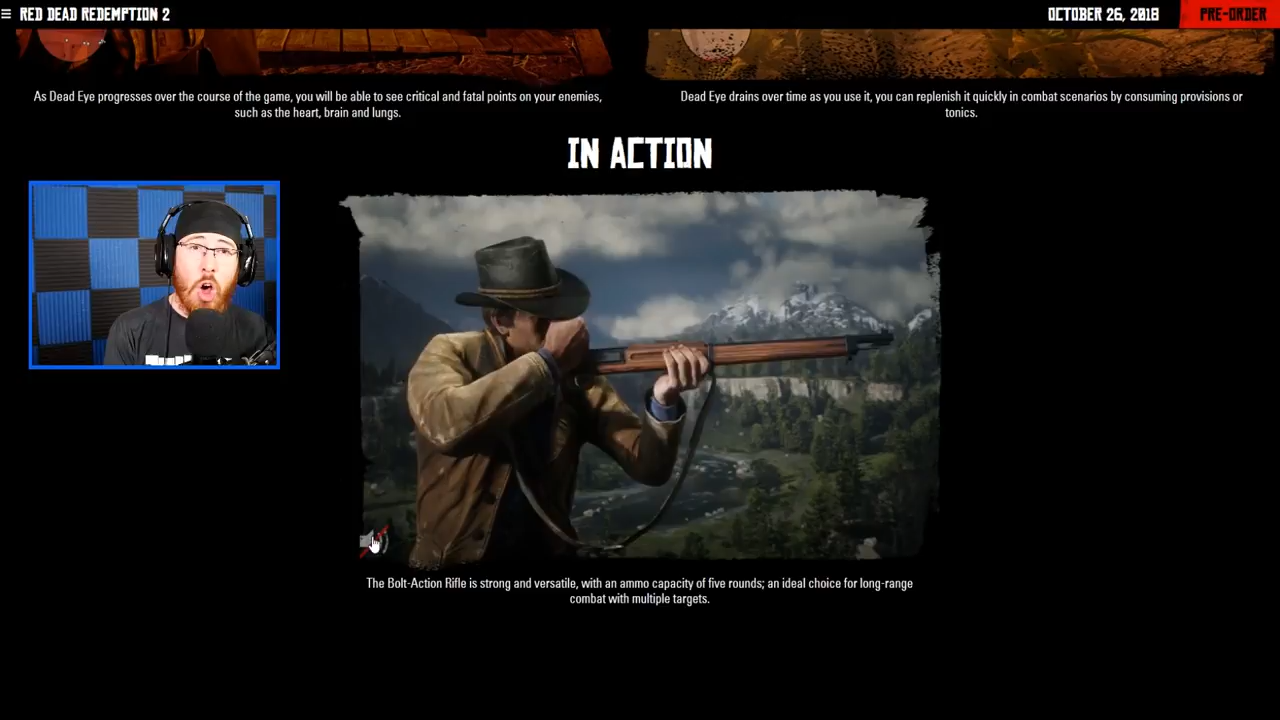 RED DEAD REDEMPTION 2
OCTOBER 26, 2018
PRE-ORDER
As Dead Eye progresses over the course of the game, you will be able to see critical and fatal points on your enemies,
such as the heart, brain and lungs.
Dead Eye drains over time as you use it, you can replenish it quickly in combat scenarios by consuming provisions or
tonics.
IN ACTION
The Bolt-Action Rifle is strong and versatile, with an ammo capacity of five rounds; an ideal choice for long-range
combat with multiple targets.